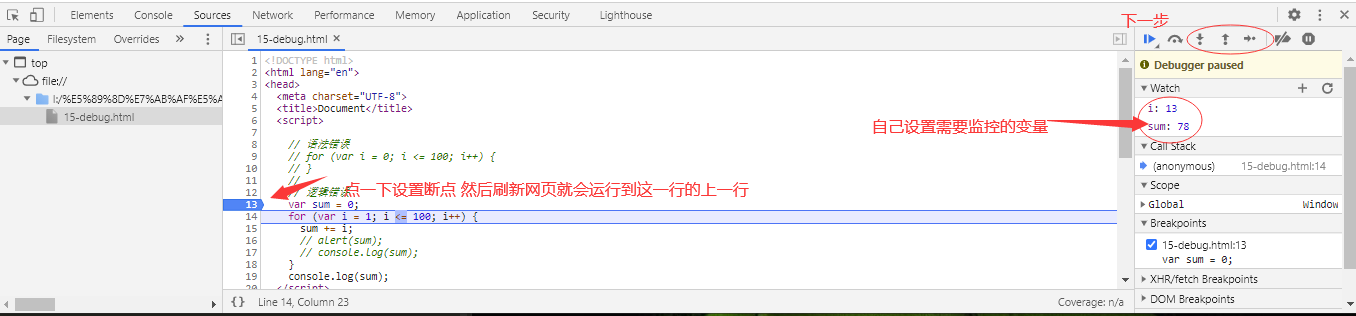 下一步
Elements Console Sources Network Performance Memory Application Security Lighthouse
Page Filesystem Overrides »
15-debug.html ×
Debugger paused
top
file://
l:/%E5%89%8D%E7%AB%AF%E5%A
15-debug.html
1 <!DOCTYPE html>
2 <html lang="en">
3 <head>
4 <meta charset="UTF-8">
5 <title>Document</title>
6 <script>
7
8 // 语法错误
9 // for (var i = 0; i <= 100; i++) {
10 // }
11 //
12 // 逻辑错误
点一下设置断点 然后刷新网页就会运行到这一行的上一行
13 var sum = 0;
14 for (var i = 1; i <= 100; i++) {
15 sum += i;
16 // alert(sum);
17 // console.log(sum);
18 }
19 console.log(sum);
20 </script>
{} Line 14, Column 23
Coverage: n/a
Watch
i: 13
自己设置需要监控的变量
sum: 78
Call Stack
(anonymous) 15-debug.html:14
Scope
Global Window
Breakpoints
15-debug.html:13
var sum = 0;
XHR/fetch Breakpoints
DOM Breakpoints